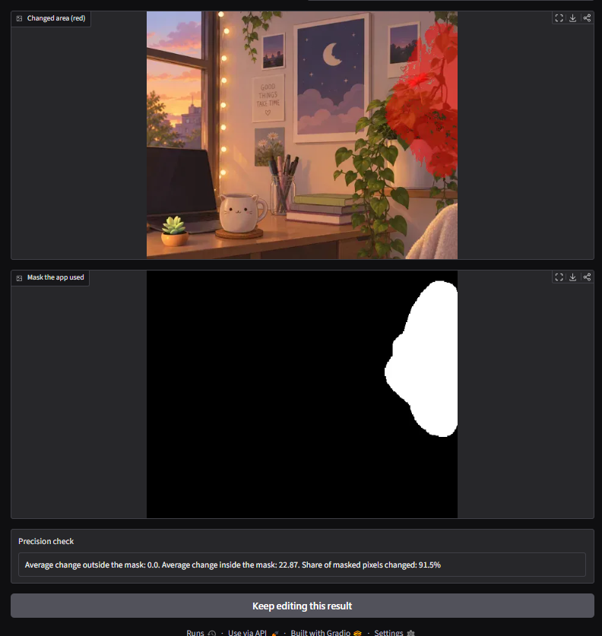 Changed area (red)
GOOD
THINGS
TAKE TIME
Mask the app used
Precision check
Average change outside the mask: 0.0. Average change inside the mask: 22.87. Share of masked pixels changed: 91.5%
Keep editing this result
Runs · Use via API · Built with Gradio · Settings